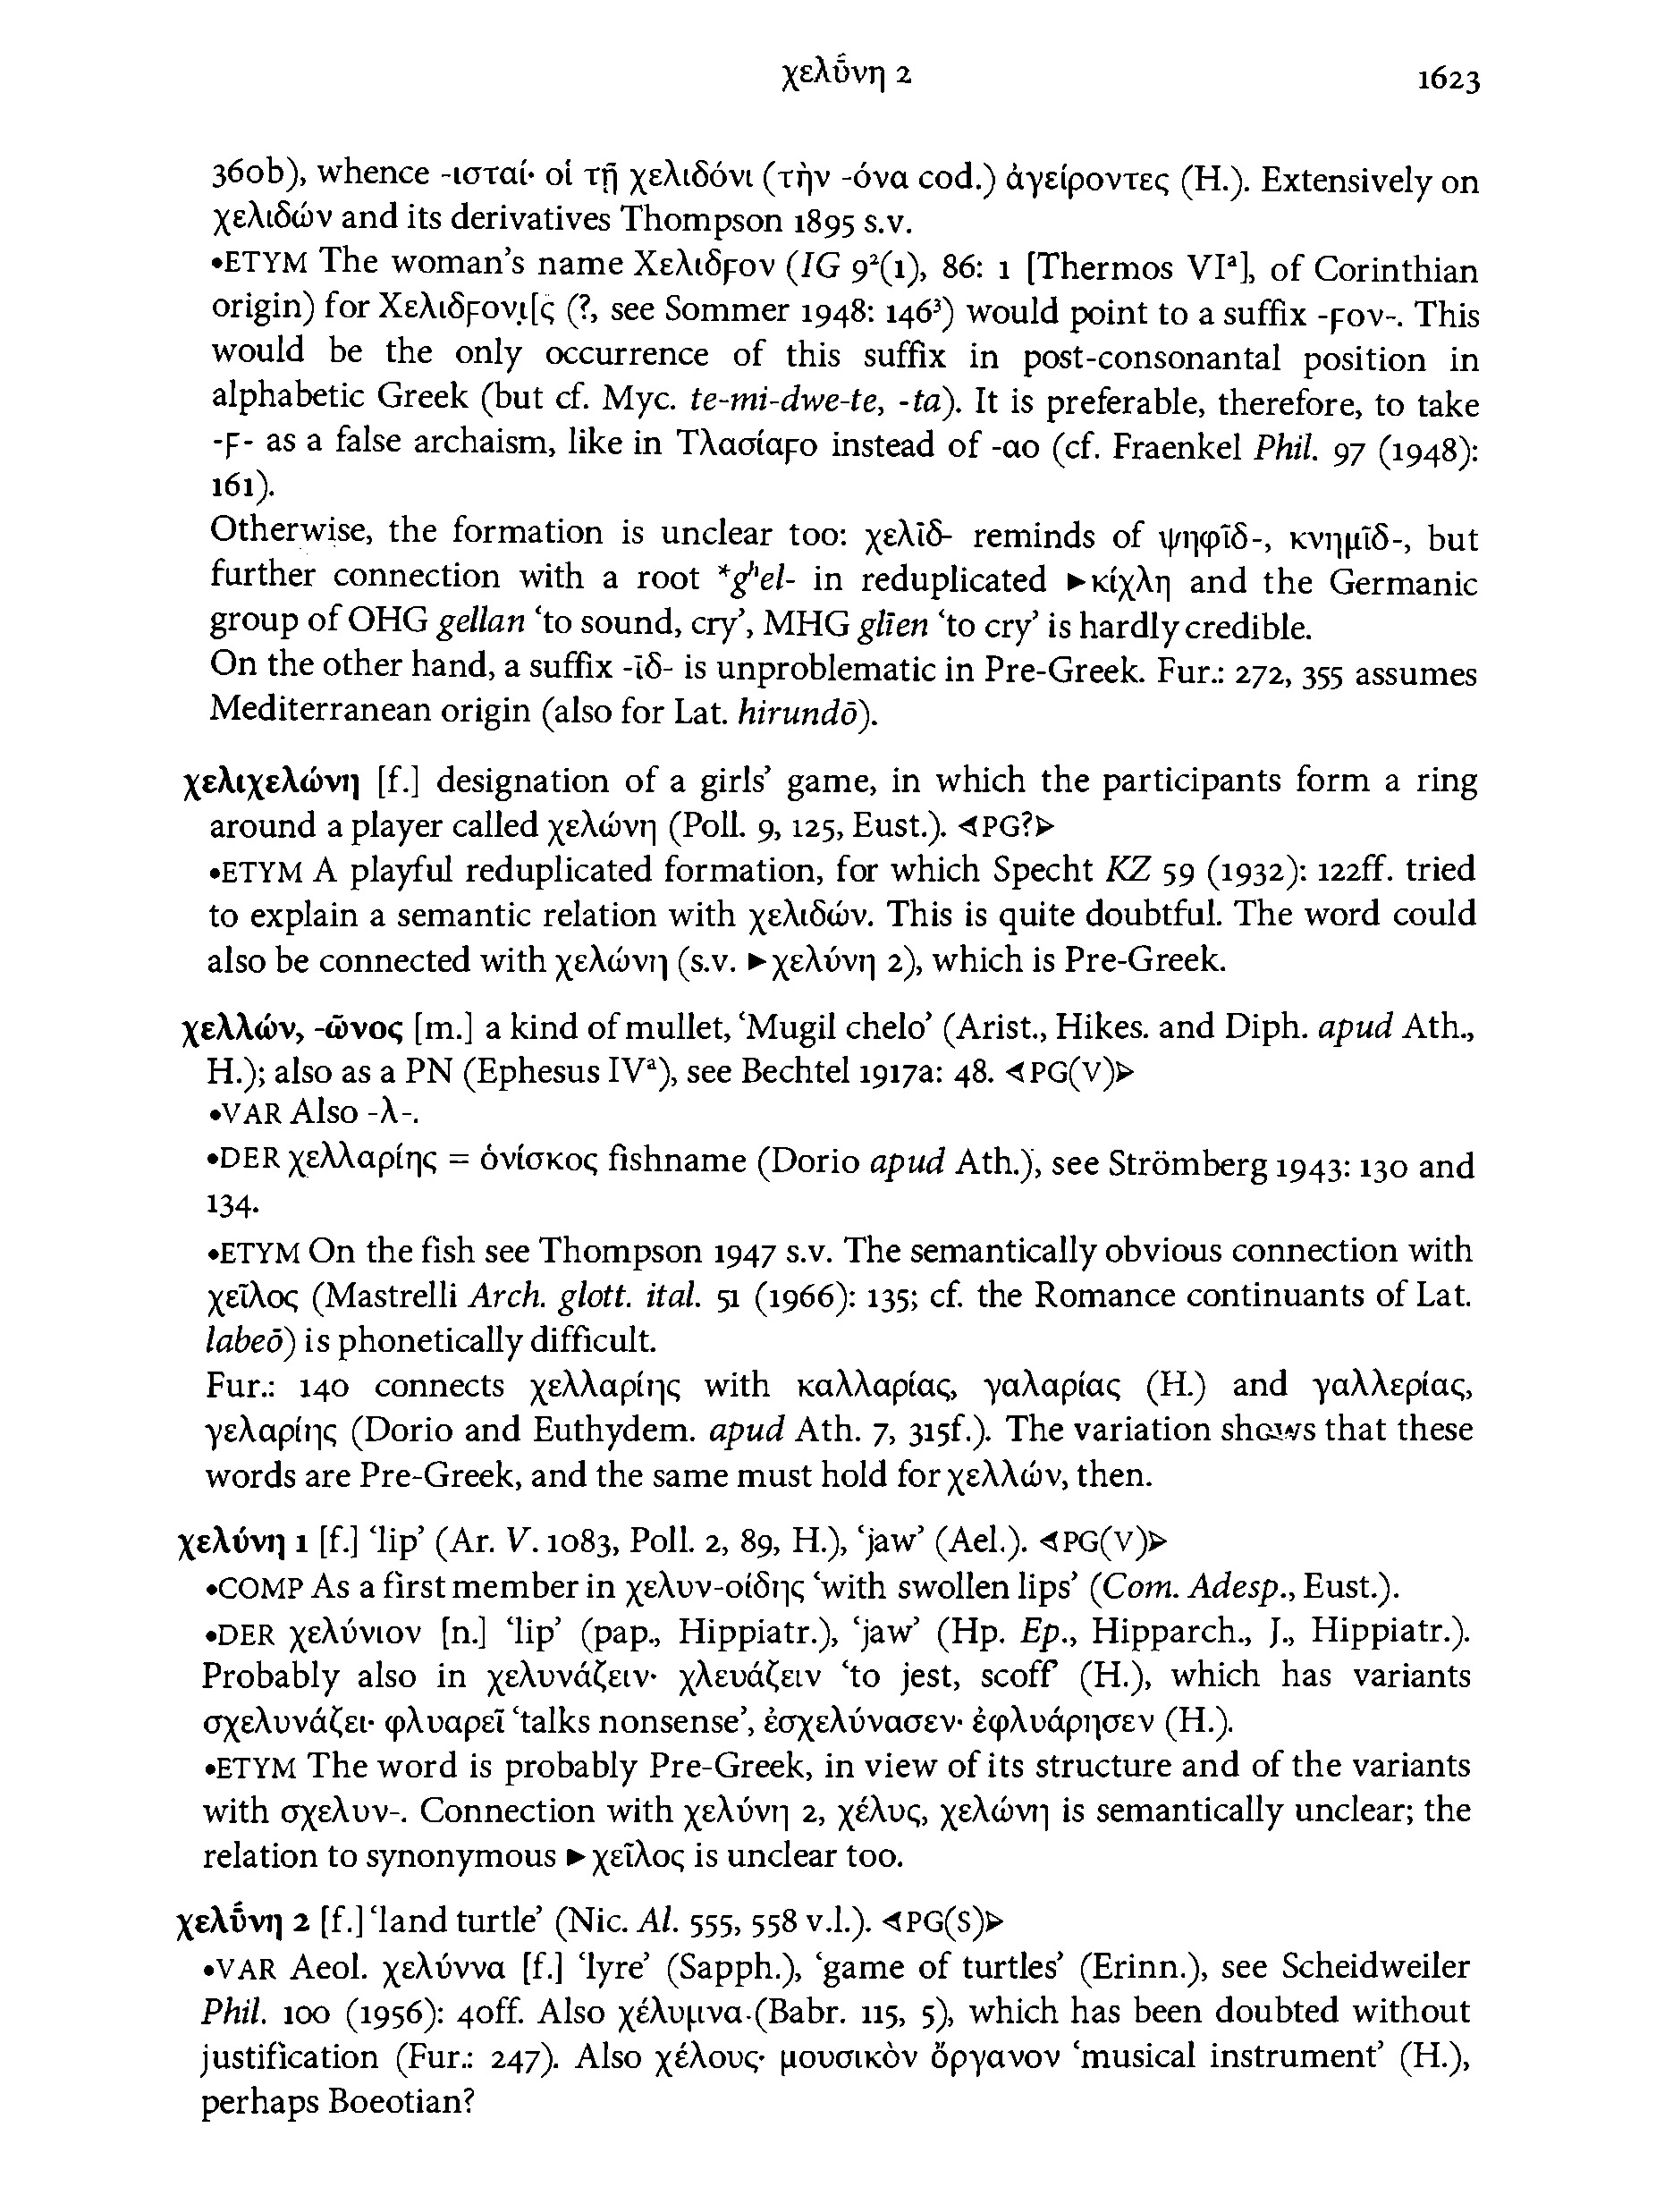 χελῡ́νη 2 1623
360b), whence -ισταί· οἱ τῇ χελιδόνι (τὴν -όνα cod.) ἀγείροντες (H.). Extensively on
χελιδών and its derivatives Thompson 1895 s.v.
•ETYM The woman's name Χελιδϝον (IG 9²(1), 86: 1 [Thermos VIª], of Corinthian
origin) for Χελιδϝονι̣[ς (?, see Sommer 1948: 146³) would point to a suffix -ϝον-. This
would be the only occurrence of this suffix in post-consonantal position in
alphabetic Greek (but cf. Myc. te-mi-dwe-te, -ta). It is preferable, therefore, to take
-ϝ- as a false archaism, like in Τλασίαϝο instead of -αο (cf. Fraenkel Phil. 97 (1948):
161).
Otherwise, the formation is unclear too: χελῑδ- reminds of ψηφῑδ-, κνημῑδ-, but
further connection with a root *gʰel- in reduplicated ►κίχλη and the Germanic
group of OHG gellan 'to sound, cry', MHG glīen 'to cry' is hardly credible.
On the other hand, a suffix -ῑδ- is unproblematic in Pre-Greek. Fur.: 272, 355 assumes
Mediterranean origin (also for Lat. hirundō).
χελιχελώνη [f.] designation of a girls' game, in which the participants form a ring
around a player called χελώνη (Poll. 9, 125, Eust.). ⊲PG?⊳
•ETYM A playful reduplicated formation, for which Specht KZ 59 (1932): 122ff. tried
to explain a semantic relation with χελιδών. This is quite doubtful. The word could
also be connected with χελώνη (s.v. ►χελύνη 2), which is Pre-Greek.
χελλών, -ῶνος [m.] a kind of mullet, 'Mugil chelo' (Arist., Hikes. and Diph. apud Ath.,
H.); also as a PN (Ephesus IVª), see Bechtel 1917a: 48. ⊲PG(V)⊳
•VAR Also -λ-.
•DER χελλαρίης = ὀνίσκος fishname (Dorio apud Ath.), see Strömberg 1943: 130 and
134.
•ETYM On the fish see Thompson 1947 s.v. The semantically obvious connection with
χεῖλος (Mastrelli Arch. glott. ital. 51 (1966): 135; cf. the Romance continuants of Lat.
labeō) is phonetically difficult.
Fur.: 140 connects χελλαρίης with καλλαρίας, γαλαρίας (H.) and γαλλερίας,
γελαρίης (Dorio and Euthydem. apud Ath. 7, 315f.). The variation shows that these
words are Pre-Greek, and the same must hold for χελλών, then.
χελύνη 1 [f.] 'lip' (Ar. V. 1083, Poll. 2, 89, H.), 'jaw' (Ael.). ⊲PG(V)⊳
•COMP As a first member in χελυν-οίδης 'with swollen lips' (Com. Adesp., Eust.).
•DER χελύνιον [n.] 'lip' (pap., Hippiatr.), 'jaw' (Hp. Ep., Hipparch., J., Hippiatr.).
Probably also in χελυνάζειν· χλευάζειν 'to jest, scoff' (H.), which has variants
σχελυνάζει· φλυαρεῖ 'talks nonsense', ἐσχελύνασεν· ἐφλυάρησεν (H.).
•ETYM The word is probably Pre-Greek, in view of its structure and of the variants
with σχελυν-. Connection with χελύνη 2, χέλυς, χελώνη is semantically unclear; the
relation to synonymous ►χεῖλος is unclear too.
χελῡ́νη 2 [f.] 'land turtle' (Nic. Al. 555, 558 v.l.). ⊲PG(S)⊳
•VAR Aeol. χελύννα [f.] 'lyre' (Sapph.), 'game of turtles' (Erinn.), see Scheidweiler
Phil. 100 (1956): 40ff. Also χέλυμνα (Babr. 115, 5), which has been doubted without
justification (Fur.: 247). Also χέλους· μουσικὸν ὄργανον 'musical instrument' (H.),
perhaps Boeotian?